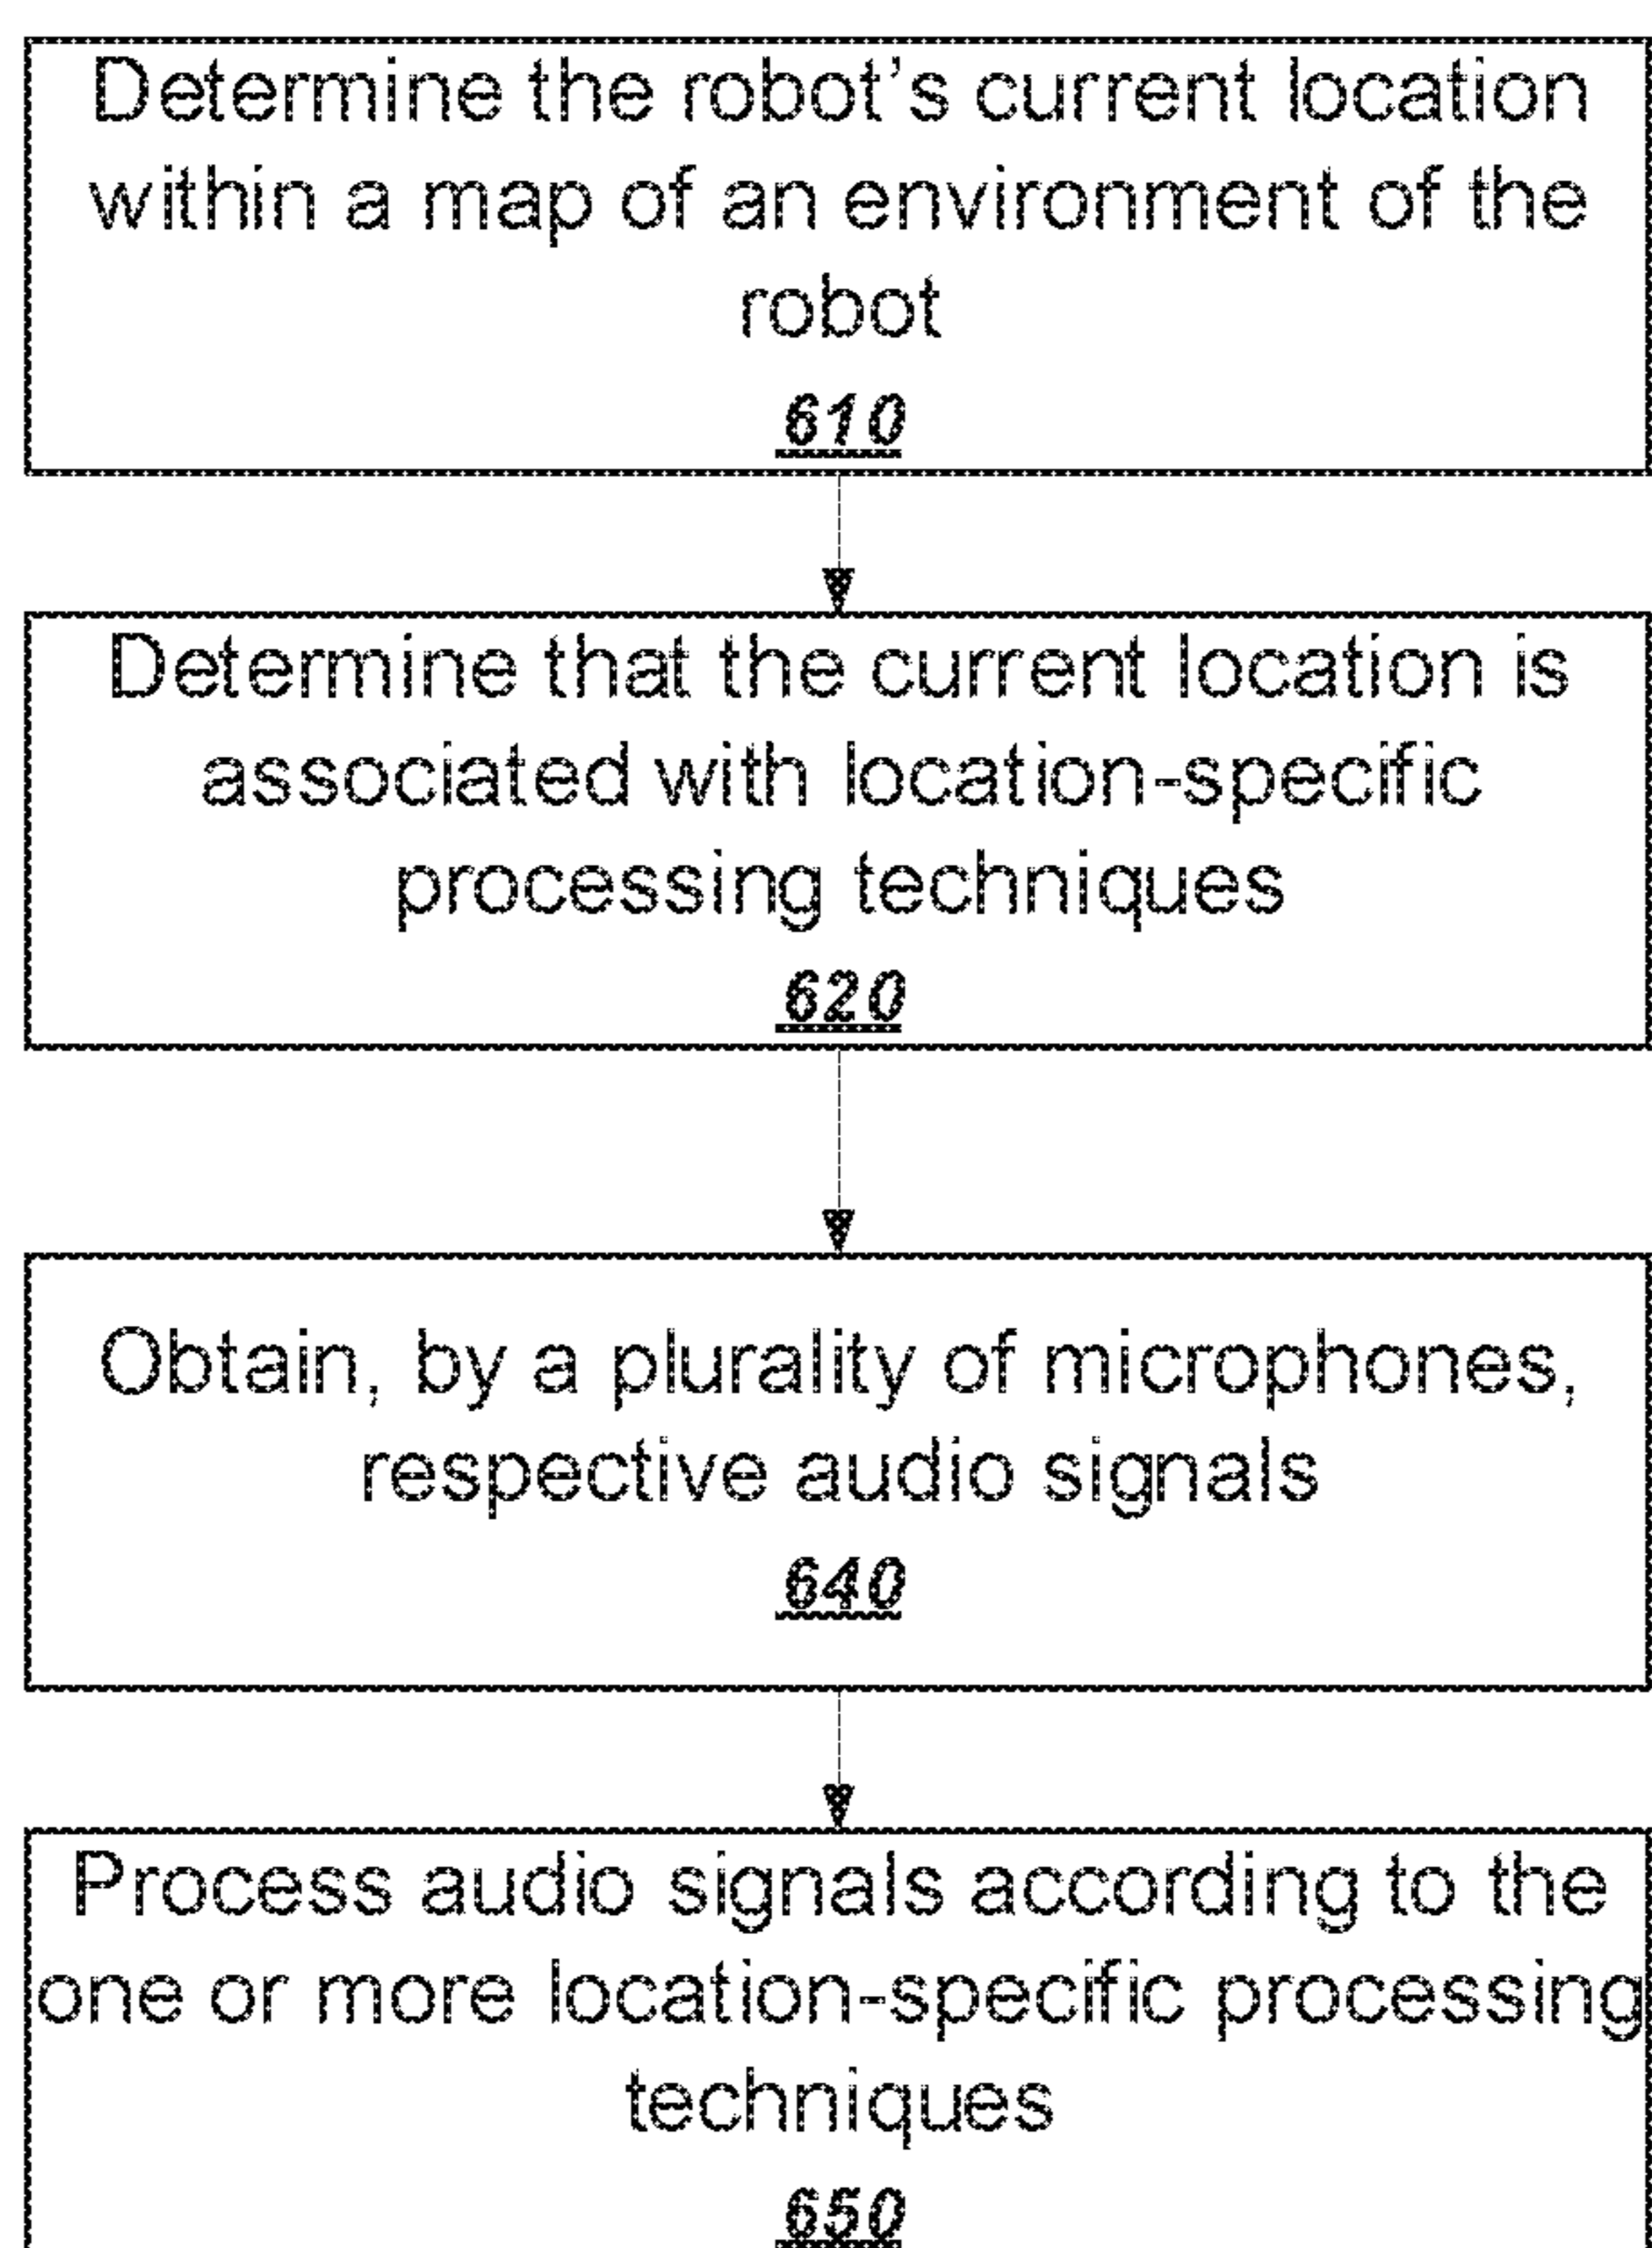 Determine the robot's current location
within a map of an environment of the
robot
610
Determine that the current location is
associated with location-specific
processing techniques
620
Obtain, by a plurality of microphones,
respective audio signals
640
Process audio signals according to the
one or more location-specific processing
techniques
650